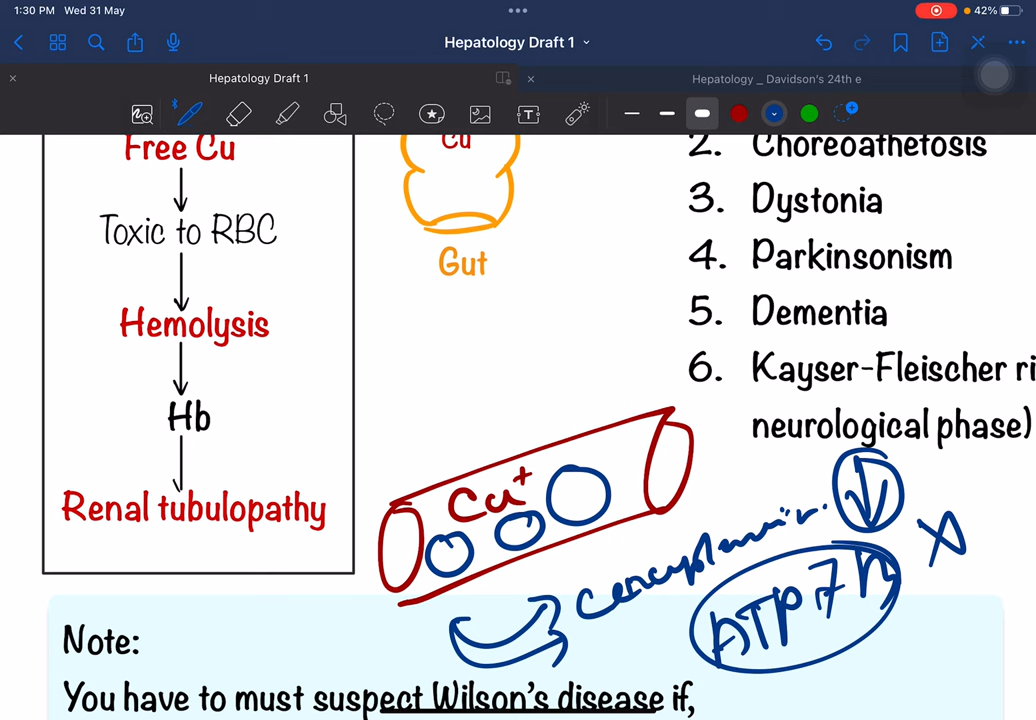 1:30 PM Wed 31 May
42%
Hepatology Draft 1
Hepatology Draft 1
Hepatology _ Davidson's 24th e
Free Cu
Toxic to RBC
Hemolysis
Hb
Renal tubulopathy
Cu
Gut
2. Choreoathetosis
3. Dystonia
4. Parkinsonism
5. Dementia
6. Kayser-Fleischer ri
neurological phase)
Cu+
Note:
You have to must suspect Wilson's disease if,